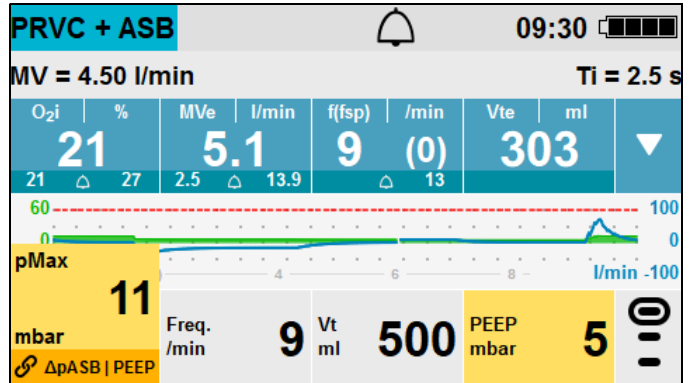 PRVC + ASB 09:30
MV = 4.50 l/min Ti = 2.5 s
O2i % MVe l/min f(fsp) /min Vte ml
21 5.1 9 (0) 303
21 27 2.5 13.9 13
60 100
0 0
4 6 8 l/min -100
pMax
11
mbar
ΔpASB | PEEP
Freq.
/min
9
Vt
ml
500
PEEP
mbar
5